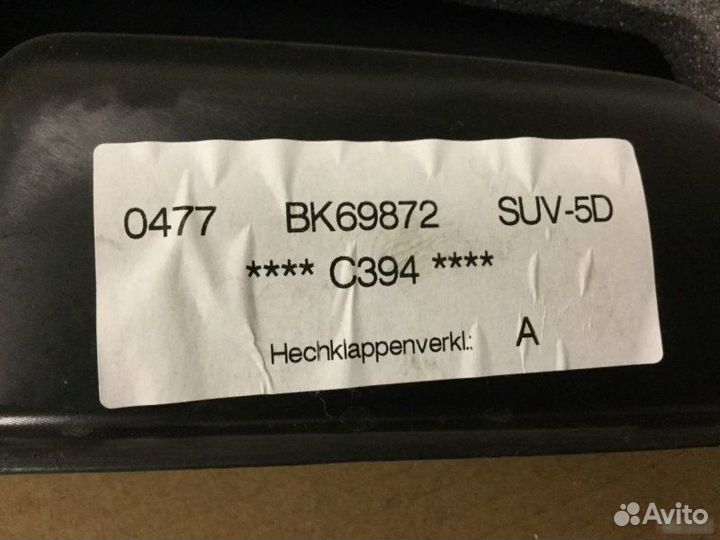 0477 BK69872 SUV-5D
**** C394 ****
Hechklappenverkl.: A
Avito